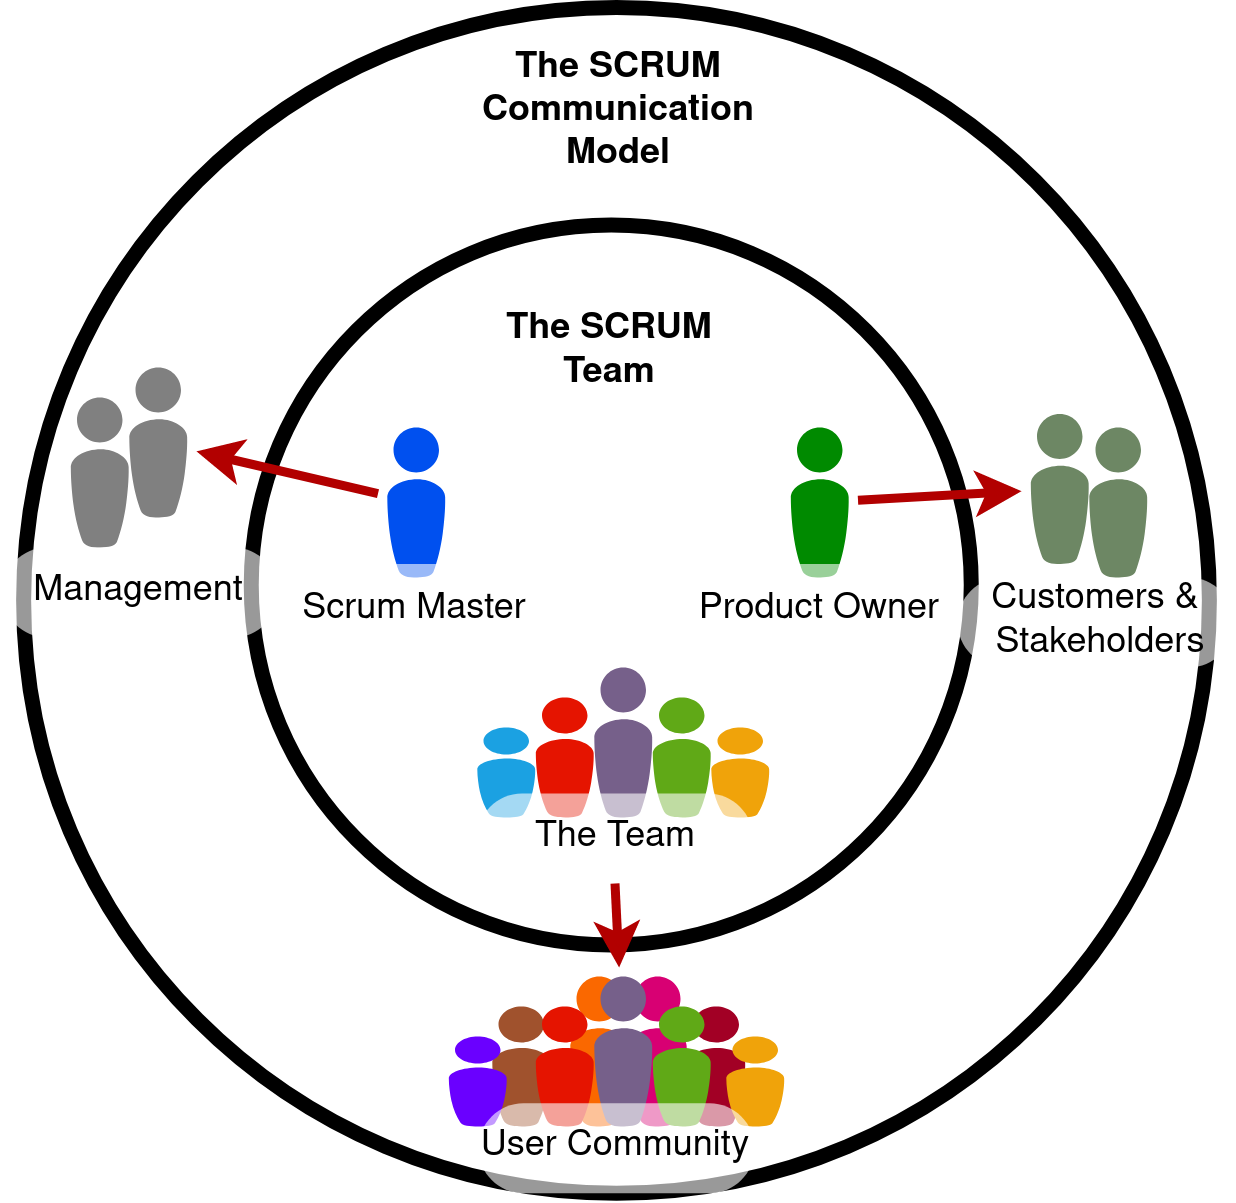 The SCRUM
Communication
Model
The SCRUM
Team
Management
Scrum Master
Product Owner
Customers &
Stakeholders
The Team
User Community